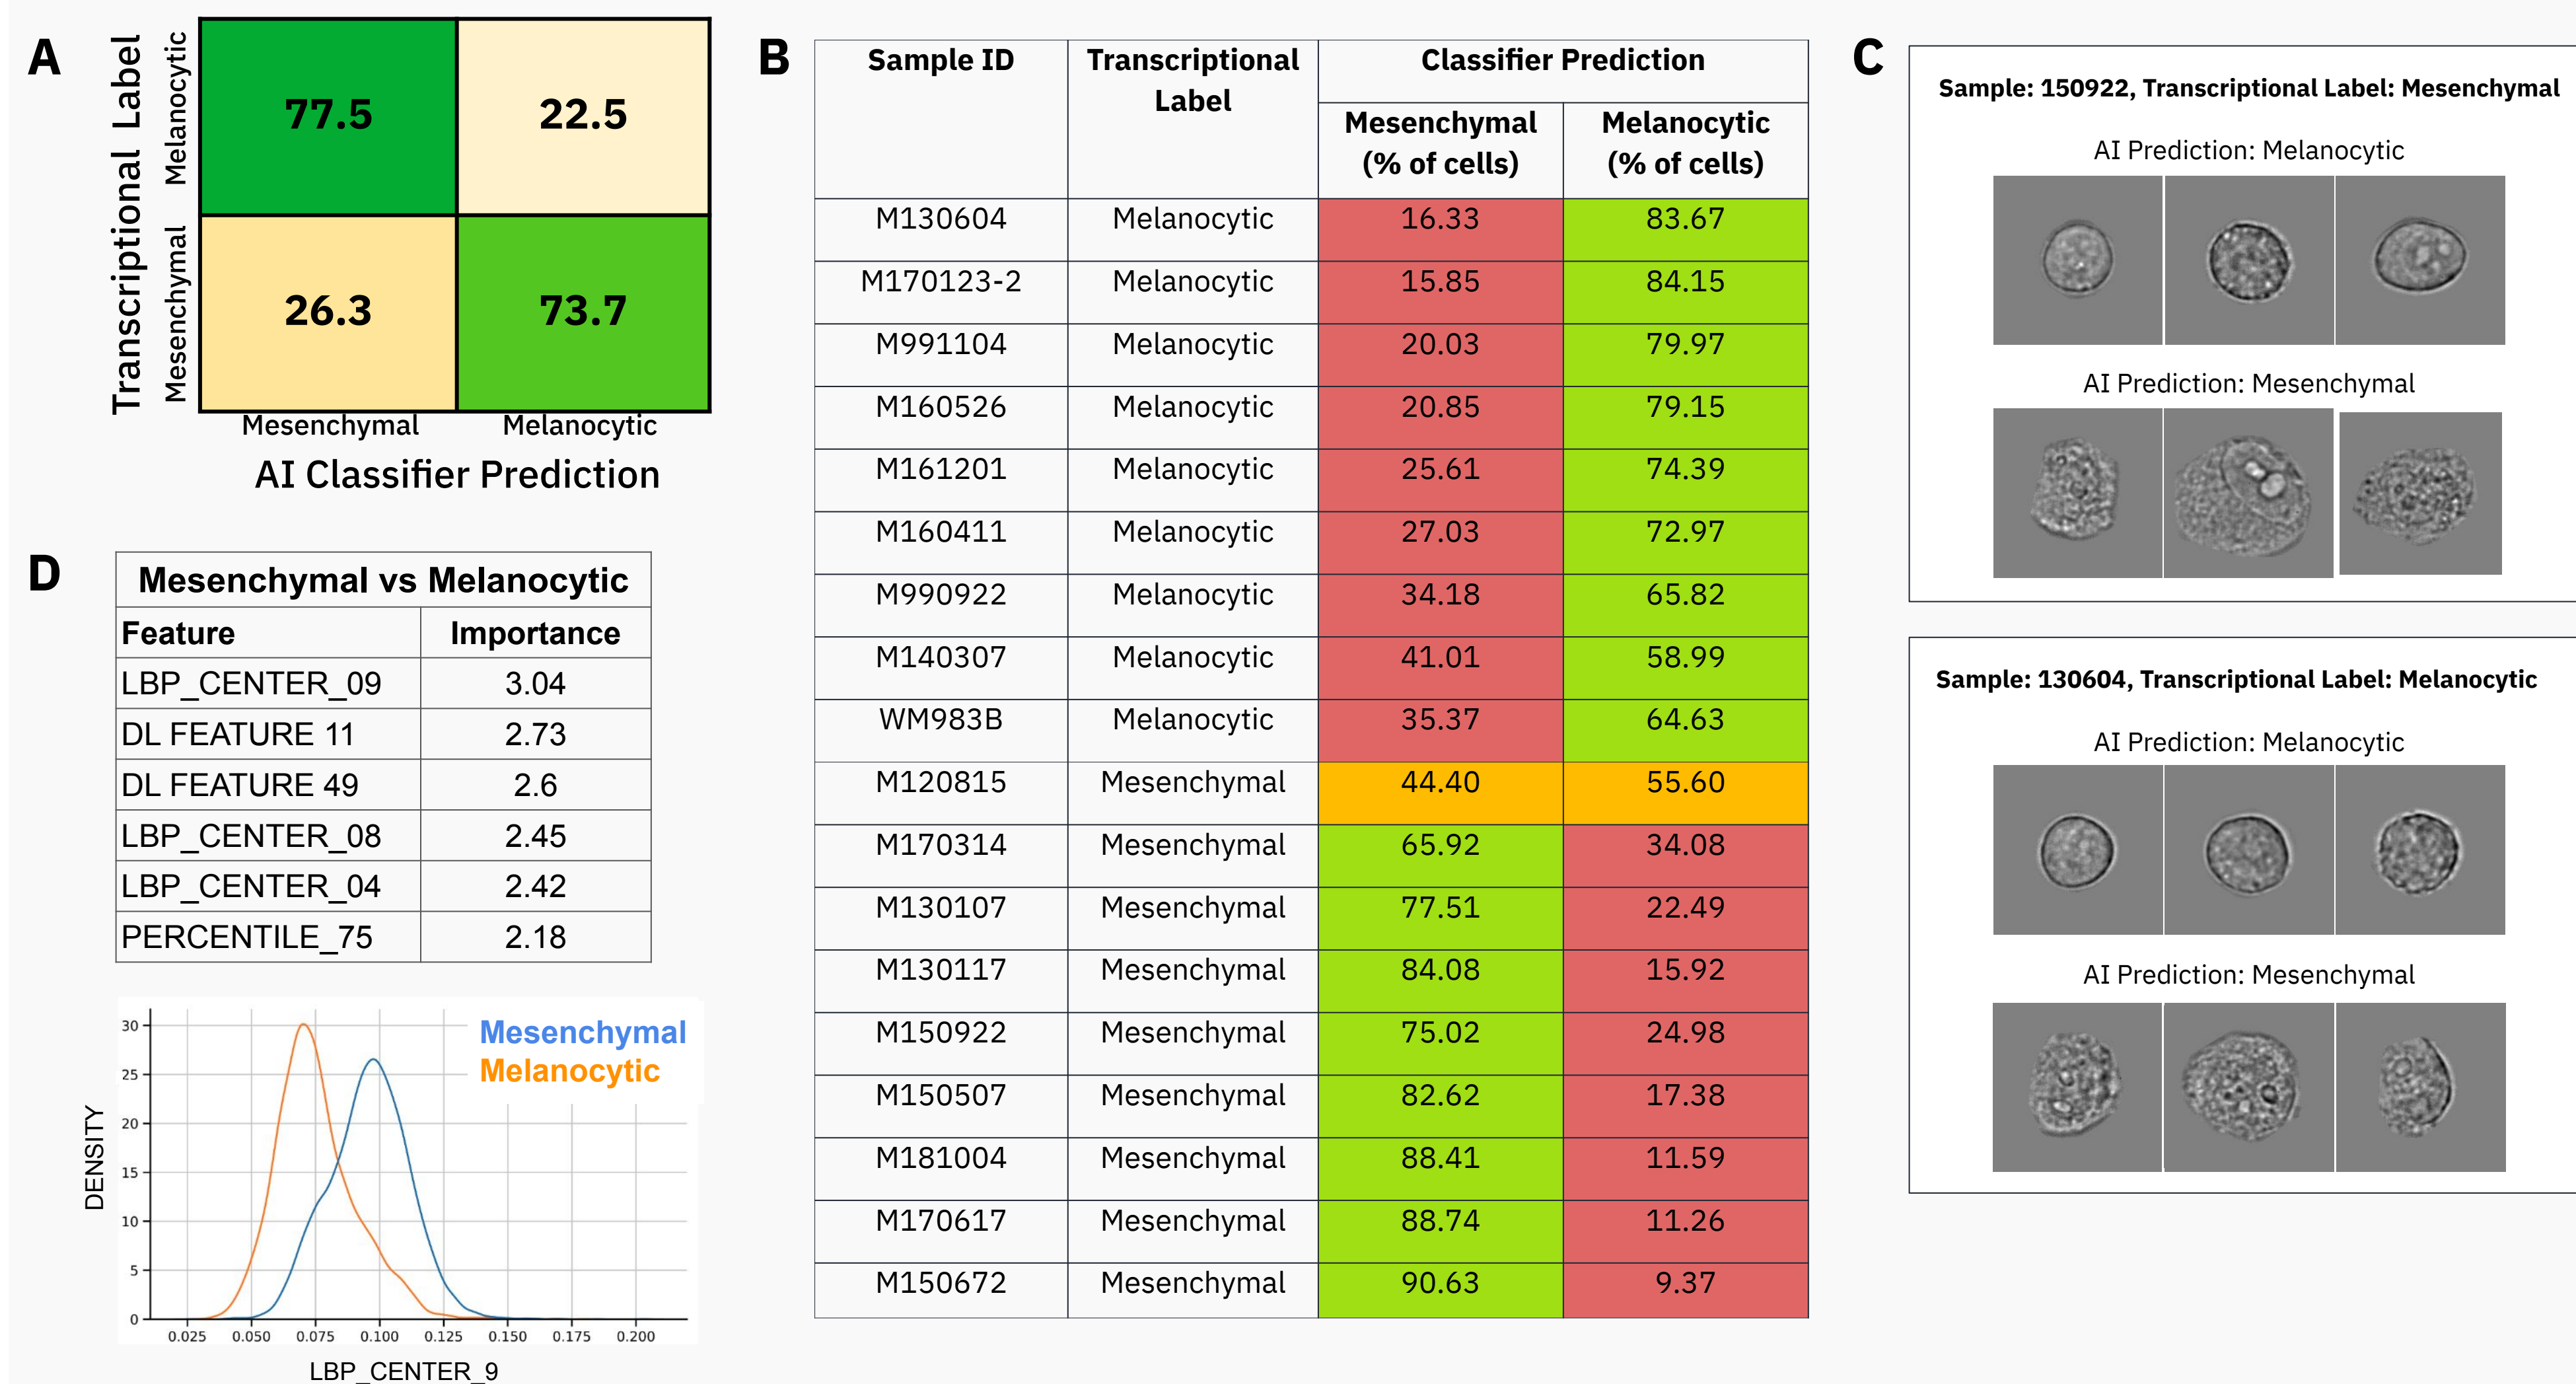 A
Transcriptional Label
Melanocytic
Mesenchymal
77.5 22.5
26.3 73.7
Mesenchymal Melanocytic
AI Classifier Prediction
B
Sample ID Transcriptional Label Classifier Prediction
Mesenchymal (% of cells) Melanocytic (% of cells)
M130604 Melanocytic 16.33 83.67
M170123-2 Melanocytic 15.85 84.15
M991104 Melanocytic 20.03 79.97
M160526 Melanocytic 20.85 79.15
M161201 Melanocytic 25.61 74.39
M160411 Melanocytic 27.03 72.97
M990922 Melanocytic 34.18 65.82
M140307 Melanocytic 41.01 58.99
WM983B Melanocytic 35.37 64.63
M120815 Mesenchymal 44.40 55.60
M170314 Mesenchymal 65.92 34.08
M130107 Mesenchymal 77.51 22.49
M130117 Mesenchymal 84.08 15.92
M150922 Mesenchymal 75.02 24.98
M150507 Mesenchymal 82.62 17.38
M181004 Mesenchymal 88.41 11.59
M170617 Mesenchymal 88.74 11.26
M150672 Mesenchymal 90.63 9.37
C
Sample: 150922, Transcriptional Label: Mesenchymal
AI Prediction: Melanocytic
AI Prediction: Mesenchymal
Sample: 130604, Transcriptional Label: Melanocytic
AI Prediction: Melanocytic
AI Prediction: Mesenchymal
D
Mesenchymal vs Melanocytic
Feature Importance
LBP_CENTER_09 3.04
DL FEATURE 11 2.73
DL FEATURE 49 2.6
LBP_CENTER_08 2.45
LBP_CENTER_04 2.42
PERCENTILE_75 2.18
Mesenchymal
Melanocytic
DENSITY
30
25
20
15
10
5
0
0.025 0.050 0.075 0.100 0.125 0.150 0.175 0.200
LBP_CENTER_9